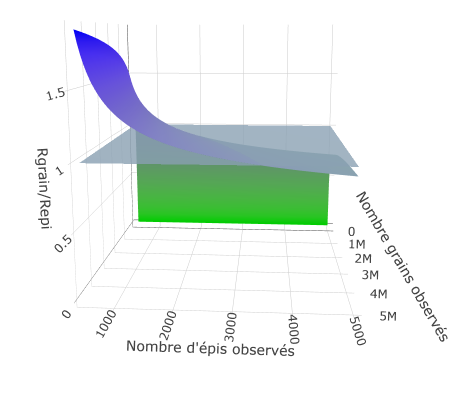 1.5
1
0.5
Rgrain/Repi
0
1000
2000
3000
4000
5000
Nombre d'épis observés
0
1M
2M
3M
4M
5M
Nombre grains observés